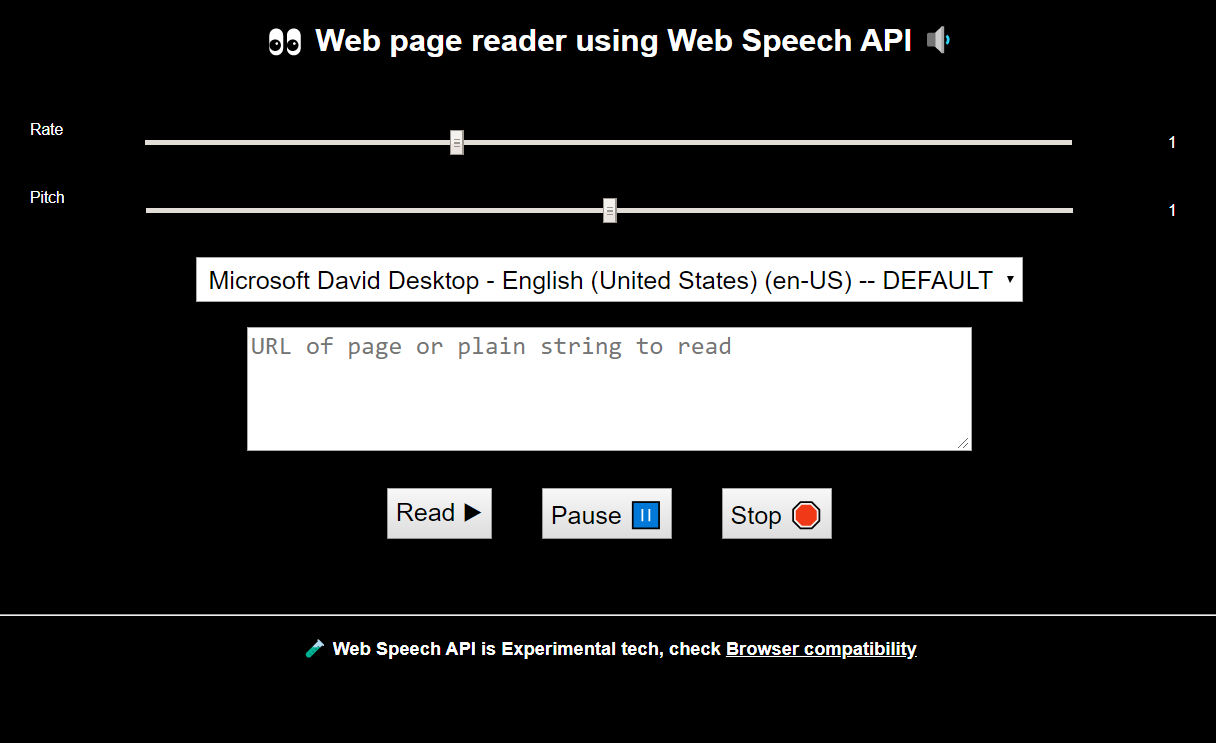 👀 Web page reader using Web Speech API 🔈
Rate 1
Pitch 1
Microsoft David Desktop - English (United States) (en-US) -- DEFAULT
URL of page or plain string to read
Read ▶ Pause ⏸ Stop 🛑
🧪 Web Speech API is Experimental tech, check Browser compatibility